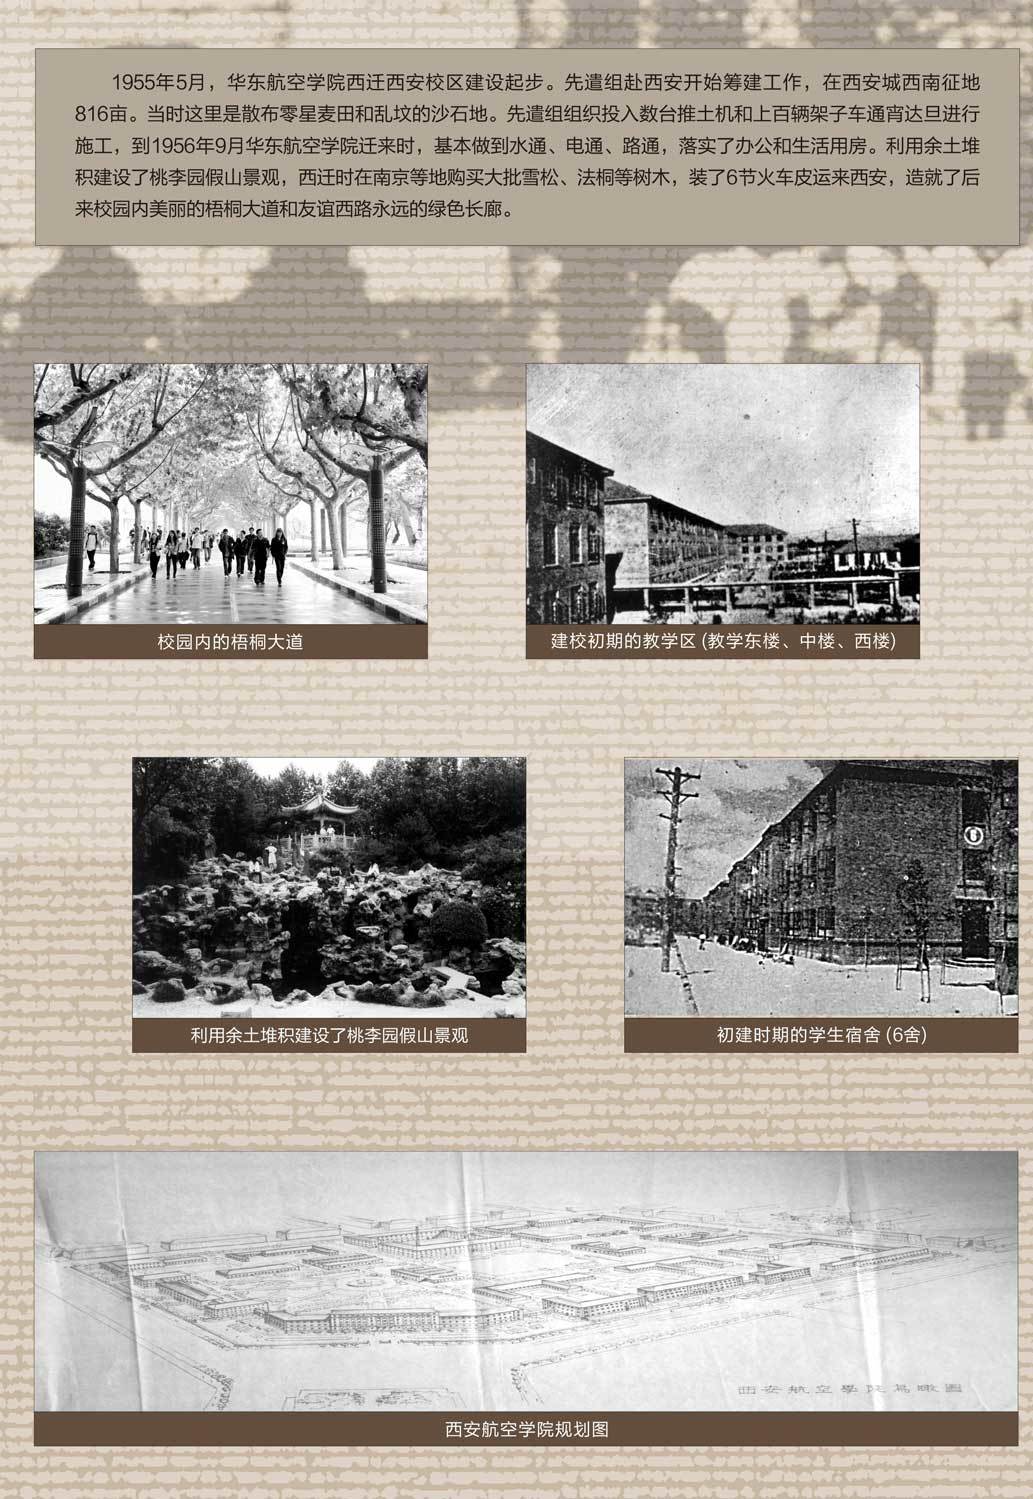 1955年5月，华东航空学院西迁西安校区建设起步。先遣组赴西安开始筹建工作，在西安城西南征地
816亩。当时这里是散布零星麦田和乱坟的沙石地。先遣组组织投入数台推土机和上百辆架子车通宵达旦进行
施工，到1956年9月华东航空学院迁来时，基本做到水通、电通、路通，落实了办公和生活用房。利用余土堆
积建设了桃李园假山景观，西迁时在南京等地购买大批雪松、法桐等树木，装了6节火车皮运来西安，造就了后
来校园内美丽的梧桐大道和友谊西路永远的绿色长廊。
校园内的梧桐大道
建校初期的教学区 (教学东楼、中楼、西楼)
利用余土堆积建设了桃李园假山景观
初建时期的学生宿舍 (6舍)
西安航空學院鳥瞰圖
西安航空学院规划图